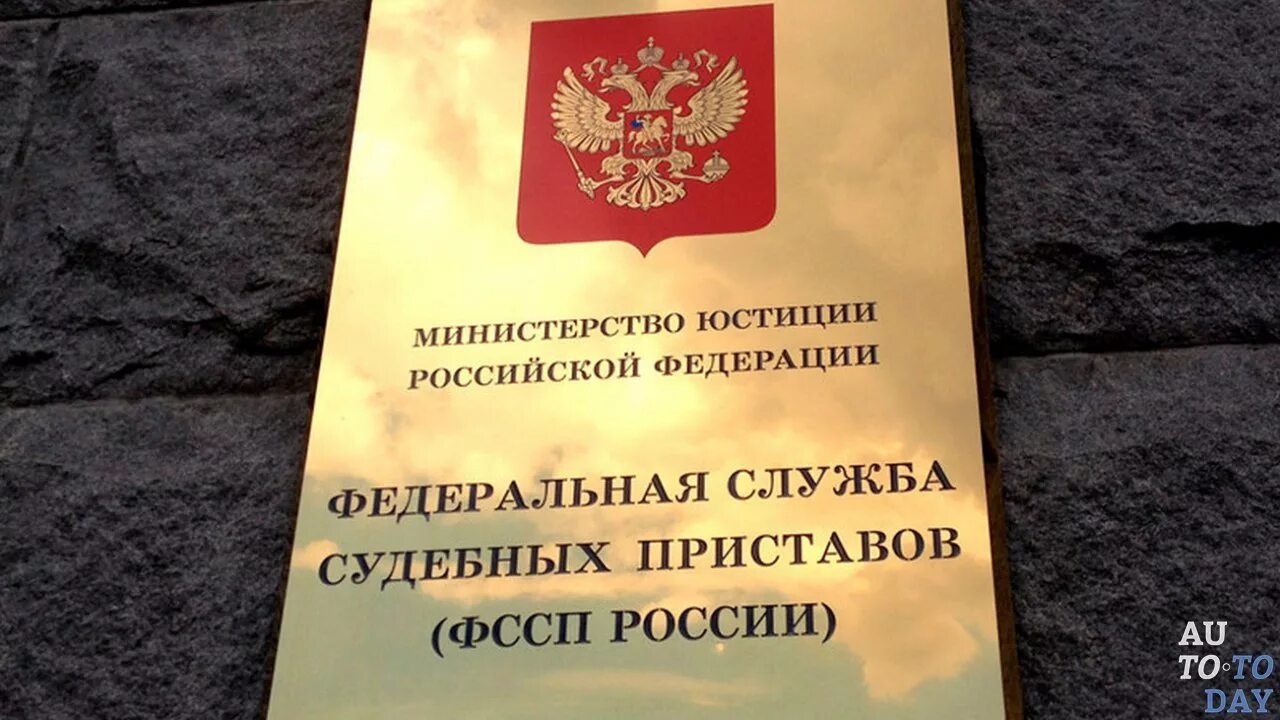 МИНИСТЕРСТВО ЮСТИЦИИ
РОССИЙСКОЙ ФЕДЕРАЦИИ
ФЕДЕРАЛЬНАЯ СЛУЖБА
СУДЕБНЫХ ПРИСТАВОВ
(ФССП РОССИИ)
AU
TO•TO
DAY